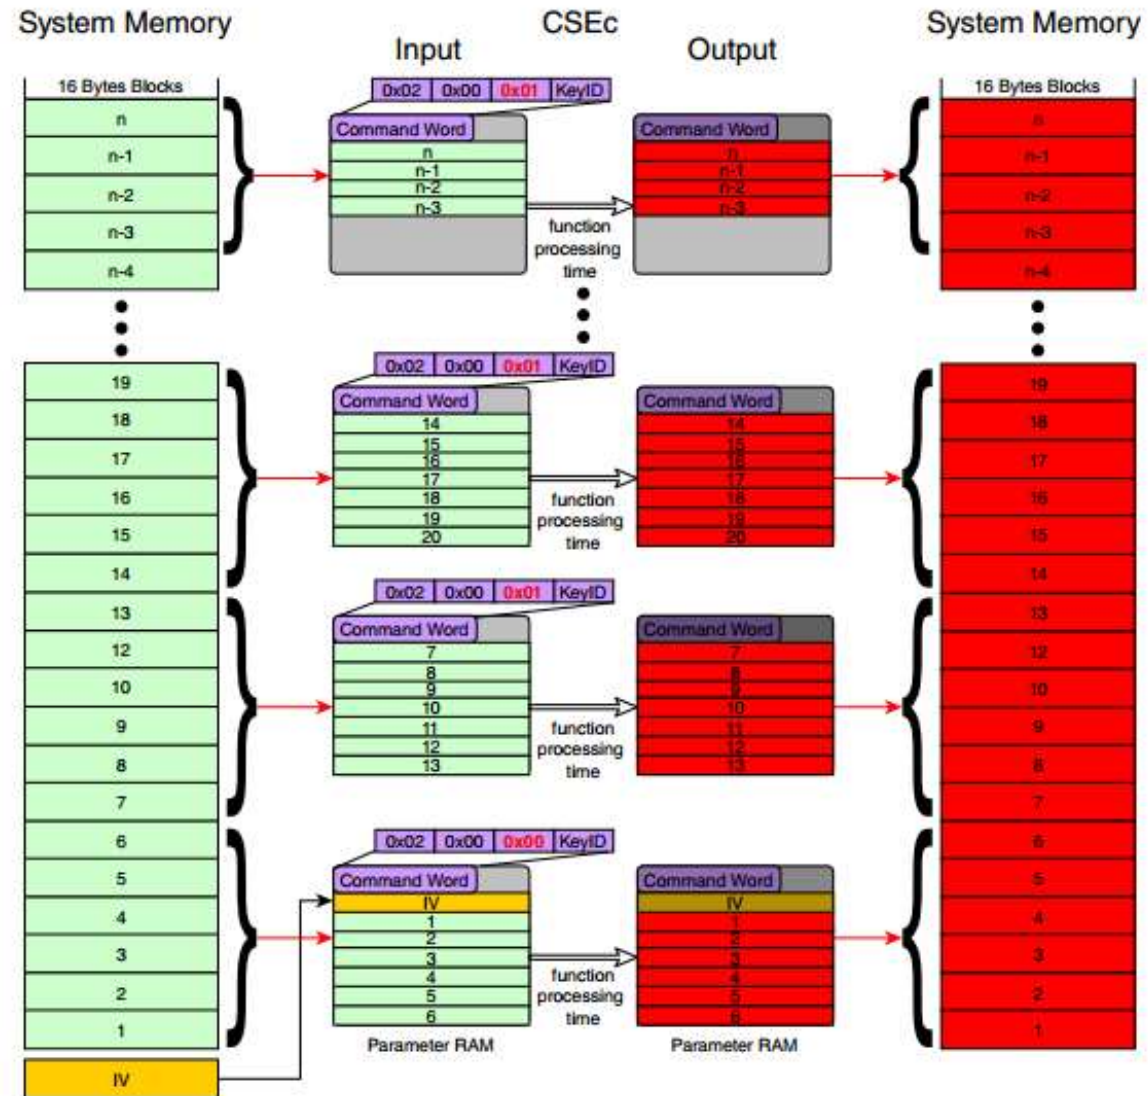 System Memory
CSEc
System Memory
Input
Output
16 Bytes Blocks
n
n-1
n-2
n-3
n-4
0x02 0x00 0x01 KeyID
Command Word
n
n-1
n-2
n-3
function
processing
time
Command Word
n
n-1
n-2
n-3
16 Bytes Blocks
n
n-1
n-2
n-3
n-4
19
18
17
16
15
14
0x02 0x00 0x01 KeyID
Command Word
14
15
16
17
18
19
20
function
processing
time
Command Word
14
15
16
17
18
19
20
19
18
17
16
15
14
13
12
10
9
8
7
0x02 0x00 0x01 KeyID
Command Word
7
8
9
10
11
12
13
function
processing
time
Command Word
7
8
9
10
11
12
13
13
12
10
9
8
7
6
5
4
3
2
1
IV
0x02 0x00 0x00 KeyID
Command Word
IV
1
2
3
4
5
6
Parameter RAM
function
processing
time
Command Word
IV
1
2
3
4
5
6
Parameter RAM
6
5
4
3
2
1